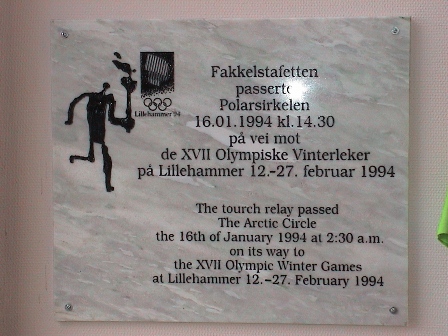 Lillehammer '94
Fakkelstafetten
passerte
Polarsirkelen
16.01.1994 kl.14.30
på vei mot
de XVII Olympiske Vinterleker
på Lillehammer 12.-27. februar 1994
The tourch relay passed
The Arctic Circle
the 16th of January 1994 at 2:30 a.m.
on its way to
the XVII Olympic Winter Games
at Lillehammer 12.-27. February 1994